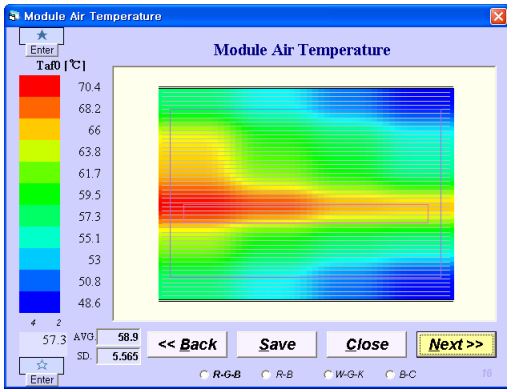 Module Air Temperature
Enter
Module Air Temperature
Taf0 [℃]
70.4
68.2
66
63.8
61.7
59.5
57.3
55.1
53
50.8
48.6
4 2
57.3 AVG. 58.9
SD. 5.565
<< Back Save Close Next >>
Enter
R-G-B R-B W-G-K B-C 16